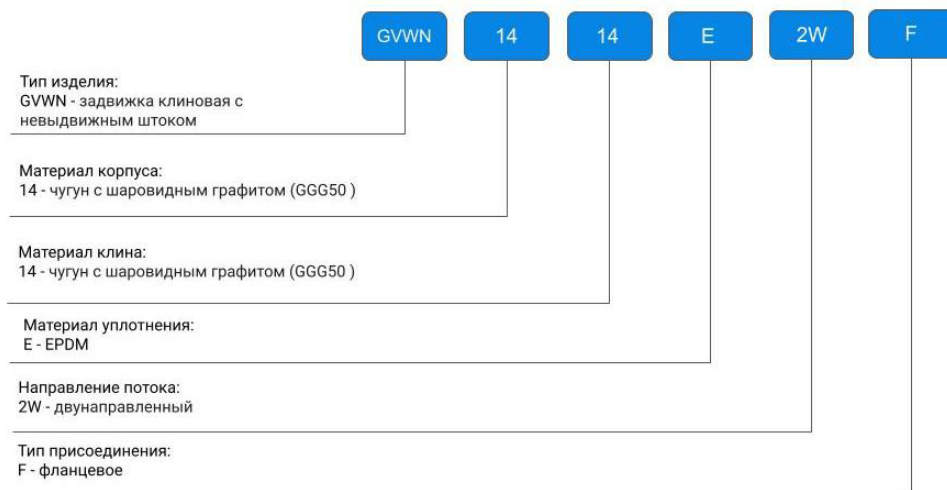 GVWN 14 14 E 2W F
Тип изделия:
GVWN - задвижка клиновая с
невыдвижным штоком
Материал корпуса:
14 - чугун с шаровидным графитом (GGG50 )
Материал клина:
14 - чугун с шаровидным графитом (GGG50 )
Материал уплотнения:
E - EPDM
Направление потока:
2W - двунаправленный
Тип присоединения:
F - фланцевое